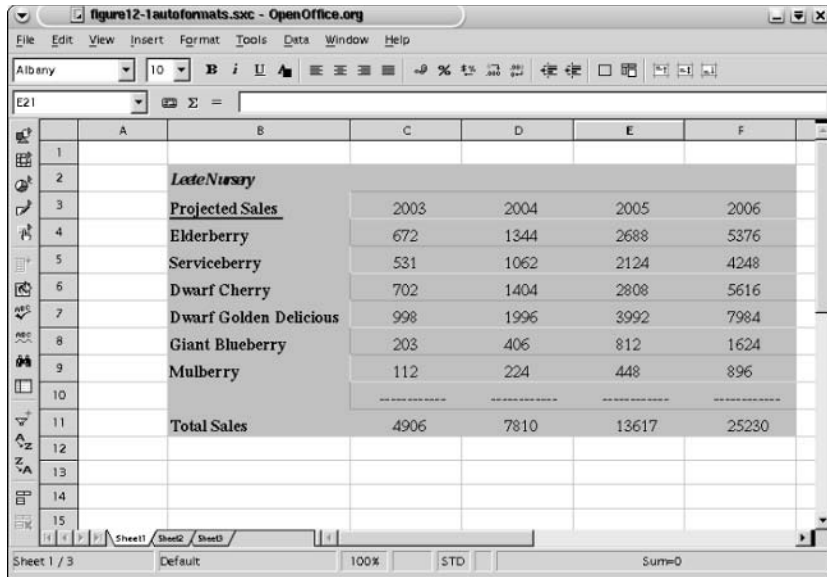 figure12-1autoformats.sxc - OpenOffice.org
File Edit View Insert Format Tools Data Window Help
Albany 10 B i U A
E21 Σ =
A B C D E F
1
2 Leete Nursery
3 Projected Sales 2003 2004 2005 2006
4 Elderberry 672 1344 2688 5376
5 Serviceberry 531 1062 2124 4248
6 Dwarf Cherry 702 1404 2808 5616
7 Dwarf Golden Delicious 998 1996 3992 7984
8 Giant Blueberry 203 406 812 1624
9 Mulberry 112 224 448 896
10 ------------ ------------ ------------ ------------
11 Total Sales 4906 7810 13617 25230
12
13
14
15
Sheet1 Sheet2 Sheet3
Sheet 1 / 3 Default 100% STD Sum=0